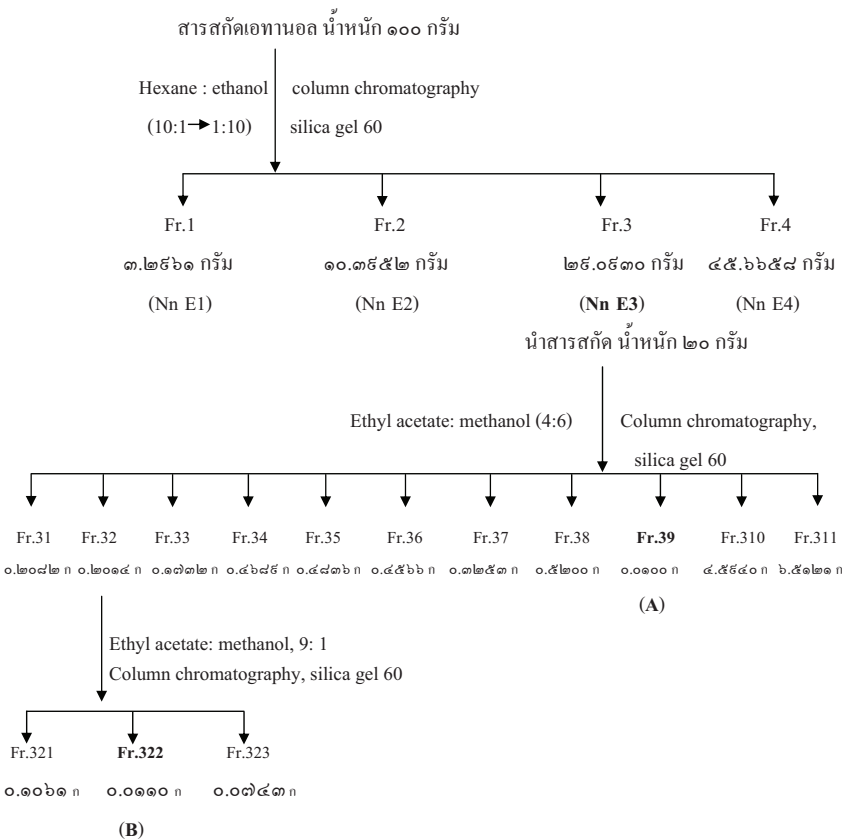 สารสกัดเอทานอล น้ำหนัก ๑๐๐ กรัม
Hexane : ethanol column chromatography
(10:1→1:10) silica gel 60
Fr.1 Fr.2 Fr.3 Fr.4
๓.๒๙๖๑ กรัม ๑๐.๓๙๕๒ กรัม ๒๙.๐๙๓๐ กรัม ๔๕.๖๖๕๘ กรัม
(Nn E1) (Nn E2) (Nn E3) (Nn E4)
นำสารสกัด น้ำหนัก ๒๐ กรัม
Ethyl acetate: methanol (4:6) Column chromatography,
silica gel 60
Fr.31 Fr.32 Fr.33 Fr.34 Fr.35 Fr.36 Fr.37 Fr.38 Fr.39 Fr.310 Fr.311
๐.๒๐๘๒ ก ๐.๒๐๑๔ ก ๐.๑๗๓๒ ก ๐.๔๖๘๙ ก ๐.๔๘๓๖ ก ๐.๔๕๖๖ ก ๐.๓๒๕๓ ก ๐.๕๒๐๐ ก ๐.๐๑๐๐ ก ๔.๕๙๔๐ ก ๖.๕๑๒๑ ก
(A)
Ethyl acetate: methanol, 9: 1
Column chromatography, silica gel 60
Fr.321 Fr.322 Fr.323
๐.๑๐๖๑ ก ๐.๐๑๑๐ ก ๐.๐๗๔๓ ก
(B)